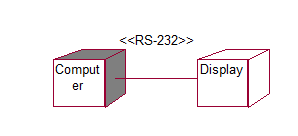 <<RS-232>>
Comput
er
Display